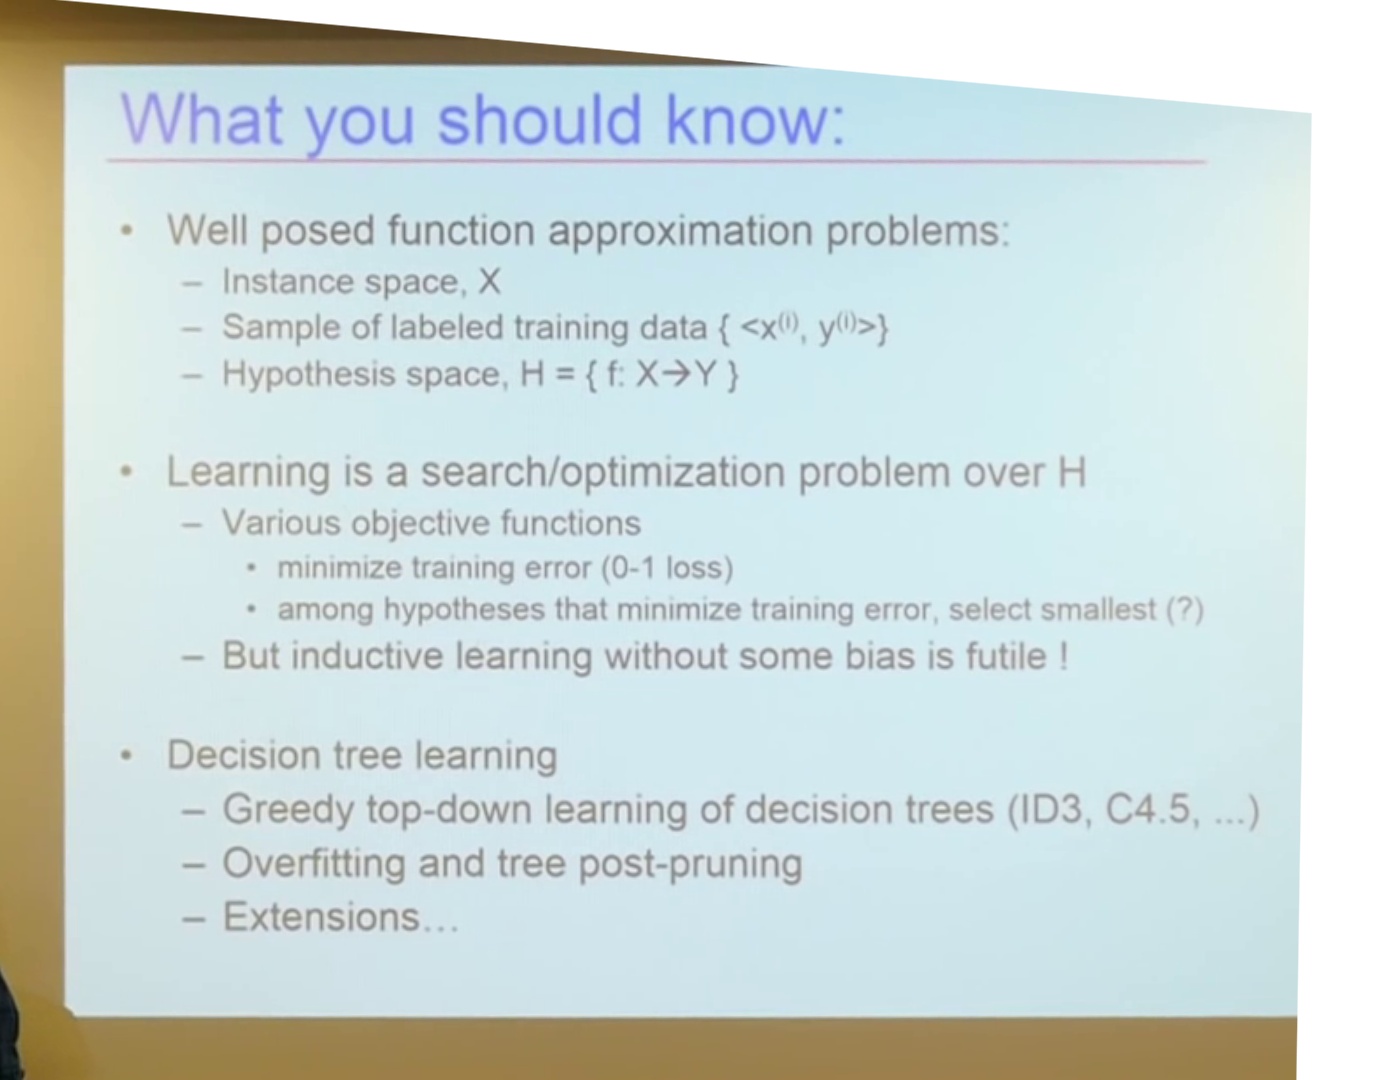 What you should know:
• Well posed function approximation problems:
– Instance space, X
– Sample of labeled training data { <x⁽ⁱ⁾, y⁽ⁱ⁾>}
– Hypothesis space, H = { f: X→Y }
• Learning is a search/optimization problem over H
– Various objective functions
• minimize training error (0-1 loss)
• among hypotheses that minimize training error, select smallest (?)
– But inductive learning without some bias is futile !
• Decision tree learning
– Greedy top-down learning of decision trees (ID3, C4.5, ...)
– Overfitting and tree post-pruning
– Extensions...